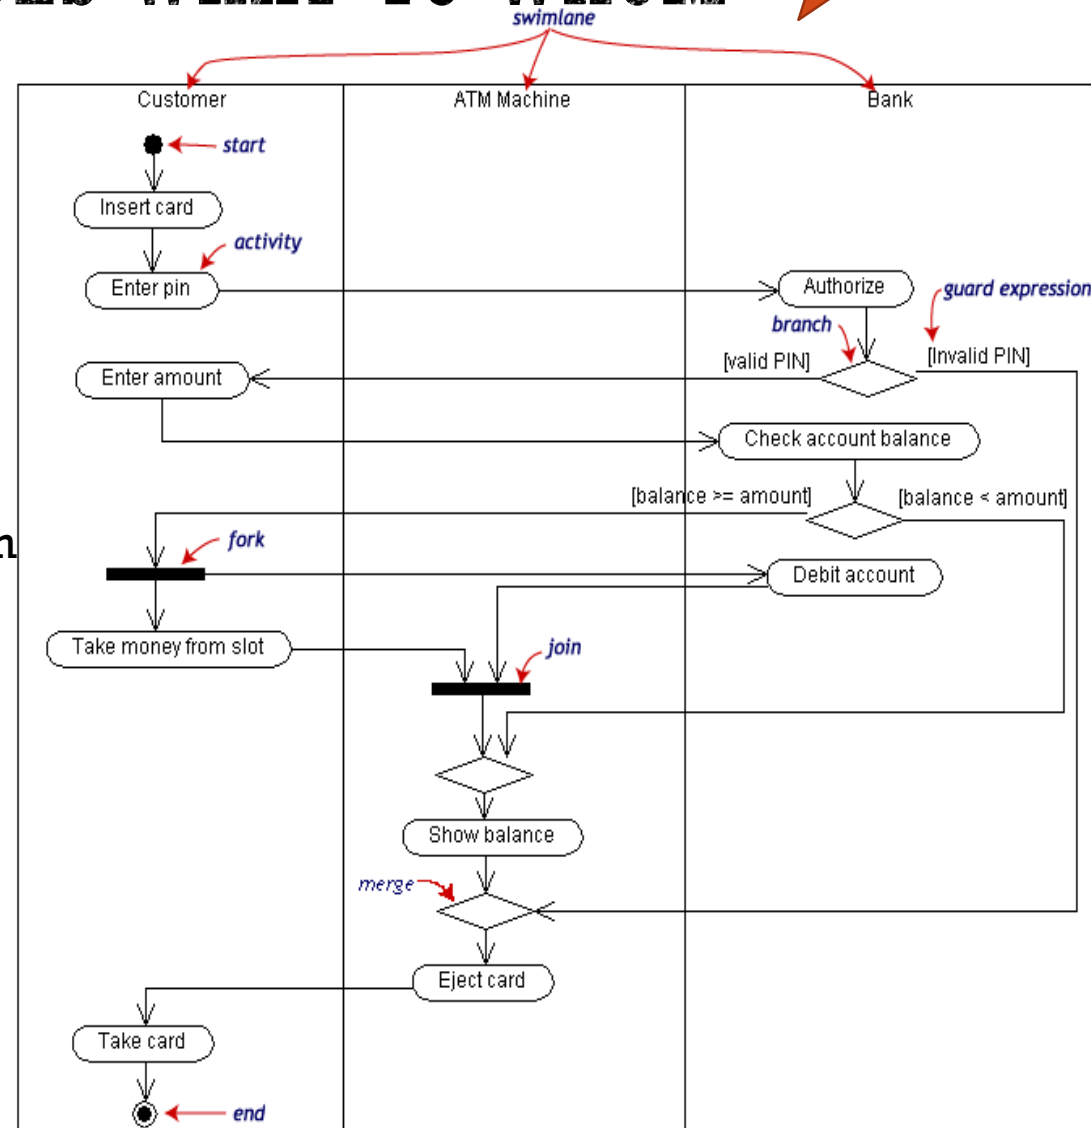 swimlane
Customer
ATM Machine
Bank
start
Insert card
activity
Enter pin
Authorize
guard expression
branch
[valid PIN]
[Invalid PIN]
Enter amount
Check account balance
[balance >= amount]
[balance < amount]
n
fork
Debit account
Take money from slot
join
Show balance
merge
Eject card
Take card
end